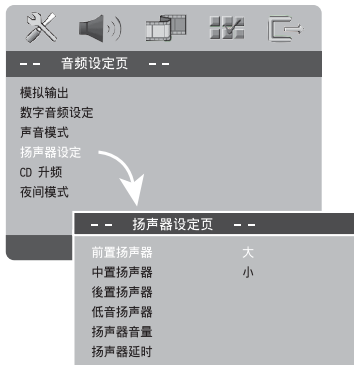 -- 音频设定页 --
模拟输出
数字音频设定
声音模式
扬声器设定
CD 升频
夜间模式
-- 扬声器设定页 --
前置扬声器 大
中置扬声器 小
後置扬声器
低音扬声器
扬声器音量
扬声器延时